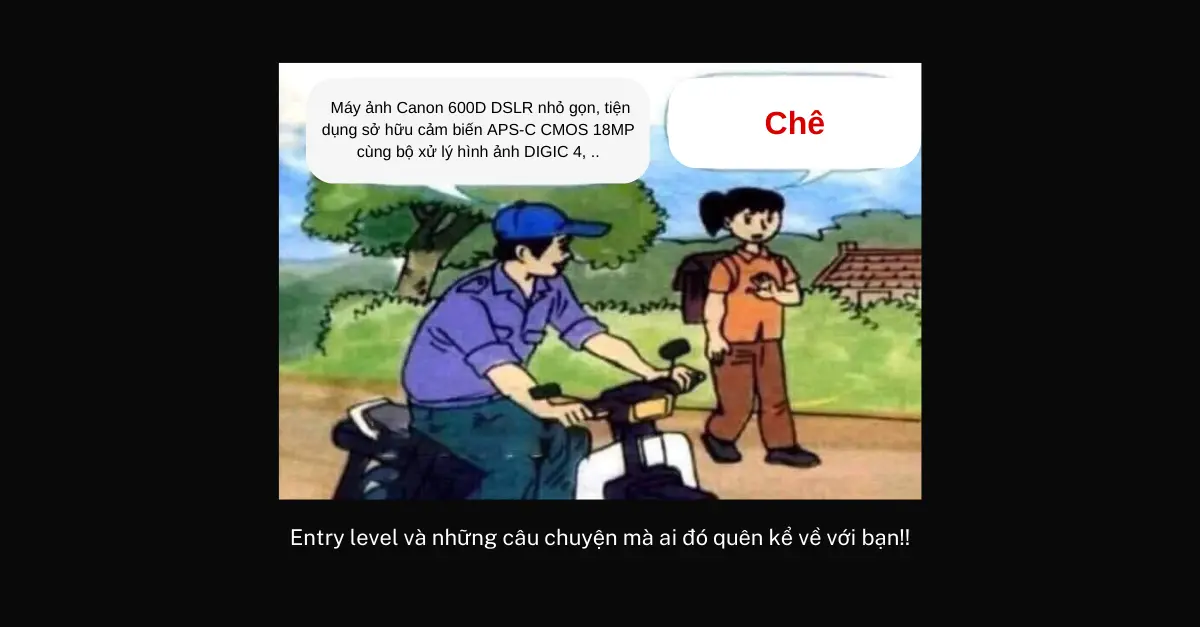 Máy ảnh Canon 600D DSLR nhỏ gọn, tiện
dụng sở hữu cảm biến APS-C CMOS 18MP
cùng bộ xử lý hình ảnh DIGIC 4, ..
Chê
Entry level và những câu chuyện mà ai đó quên kể về với bạn!!